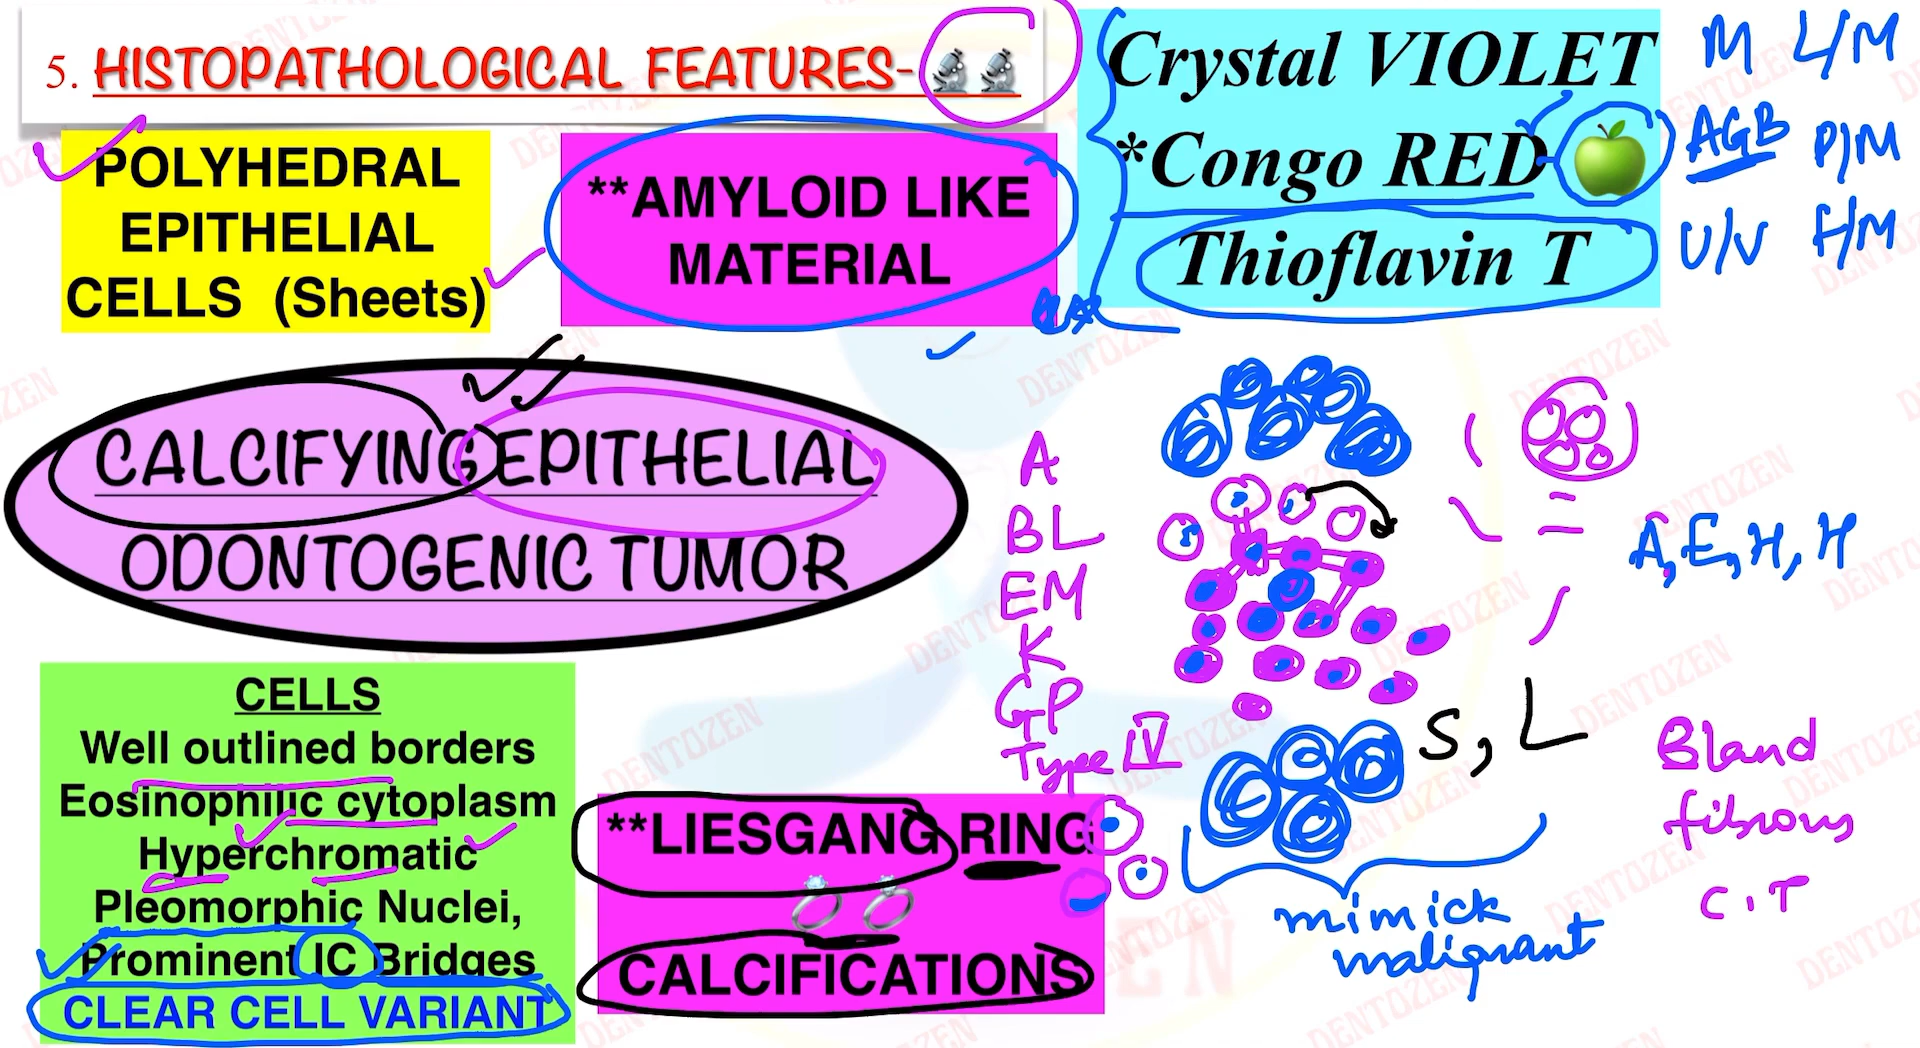 5. HISTOPATHOLOGICAL FEATURES-
POLYHEDRAL
EPITHELIAL
CELLS (Sheets)
**AMYLOID LIKE
MATERIAL
Crystal VIOLET
*Congo RED
Thioflavin T
M L/M
AGB P/M
U/V F/M
CALCIFYING EPITHELIAL
ODONTOGENIC TUMOR
A
BL
EM
K
GP
Type IV
A, E, H, H
S, L
Bland
fibrous
C.T
mimick
malignant
CELLS
Well outlined borders
Eosinophilic cytoplasm
Hyperchromatic
Pleomorphic Nuclei,
Prominent IC Bridges
CLEAR CELL VARIANT
**LIESGANG RING
CALCIFICATIONS
DENTOZEN